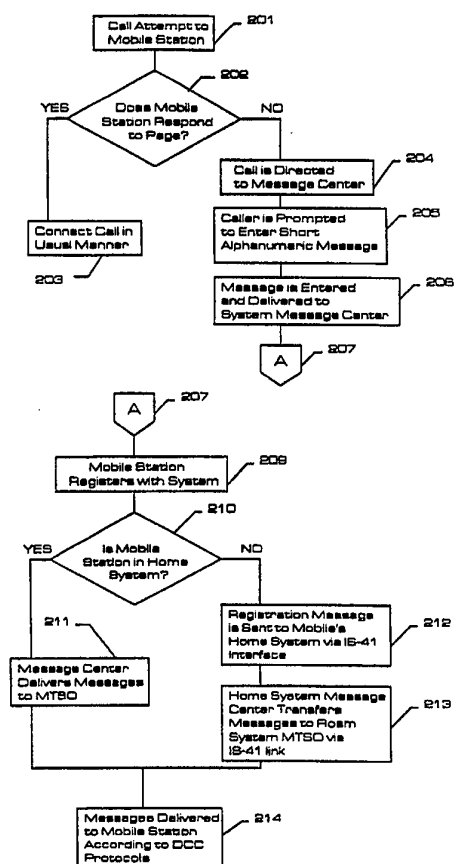 Call Attempt to
Mobile Station
201
202
YES
Does Mobile
Station Respond
to Page?
NO
Call is Directed
to Message Center
204
Connect Call in
Usual Manner
203
Caller is Prompted
to Enter Short
Alphanumeric Message
205
Message is Entered
and Delivered to
System Message Center
206
A
207
A
207
Mobile Station
Registers with System
209
210
YES
Is Mobile
Station in Home
System?
NO
211
Message Center
Delivers Messages
to MTSO
Registration Message
is Sent to Mobile's
Home System via IS-41
Interface
212
Home System Message
Center Transfers
Messages to Roam
System MTSO via
IS-41 link
213
Messages Delivered
to Mobile Station
According to DCC
Protocols
214